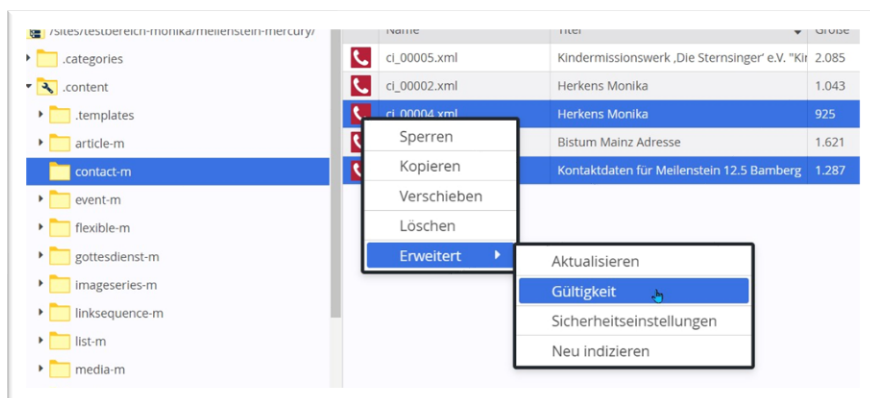 /sites/testbereich-monika/meilenstein-mercury/
.categories
.content
.templates
article-m
contact-m
event-m
flexible-m
gottesdienst-m
imageseries-m
linksequence-m
list-m
media-m
Name Titel Größe
ci_00005.xml Kindermissionswerk ,Die Sternsinger' e.V. "Kir 2.085
ci_00002.xml Herkens Monika 1.043
ci_00004.xml Herkens Monika 925
Bistum Mainz Adresse 1.621
Kontaktdaten für Meilenstein 12.5 Bamberg 1.287
Sperren
Kopieren
Verschieben
Löschen
Erweitert
Aktualisieren
Gültigkeit
Sicherheitseinstellungen
Neu indizieren